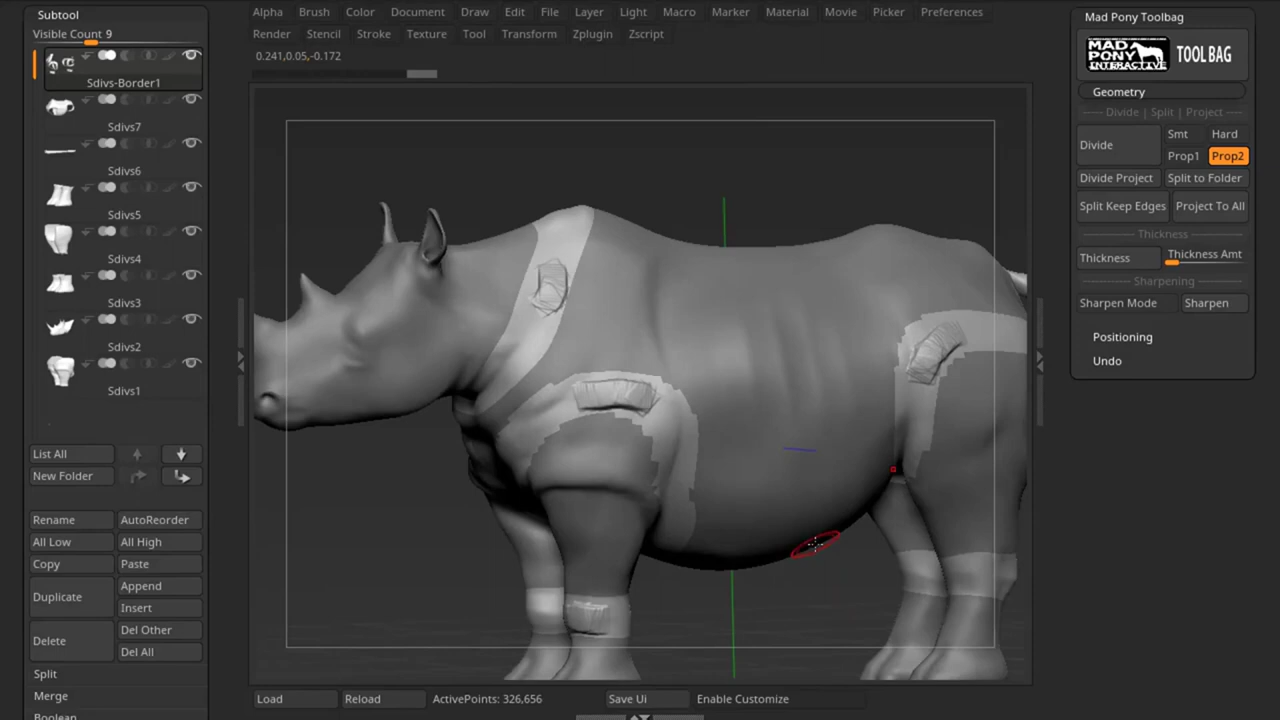 Subtool
Visible Count 9
Sdivs-Border1
Sdivs7
Sdivs6
Sdivs5
Sdivs4
Sdivs3
Sdivs2
Sdivs1
List All
New Folder
Rename AutoReorder
All Low All High
Copy Paste
Duplicate Append
Insert
Delete Del Other
Del All
Split
Merge
Boolean
Alpha Brush Color Document Draw Edit File Layer Light Macro Marker Material Movie Picker Preferences
Render Stencil Stroke Texture Tool Transform Zplugin Zscript
0.241,0.05,-0.172
Load Reload ActivePoints: 326,656 Save Ui Enable Customize
Mad Pony Toolbag
MAD PONY INTERACTIVE TOOL BAG
Geometry
Divide | Split | Project
Divide Smt Hard
Prop1 Prop2
Divide Project Split to Folder
Split Keep Edges Project To All
Thickness
Thickness Thickness Amt
Sharpening
Sharpen Mode Sharpen
Positioning
Undo